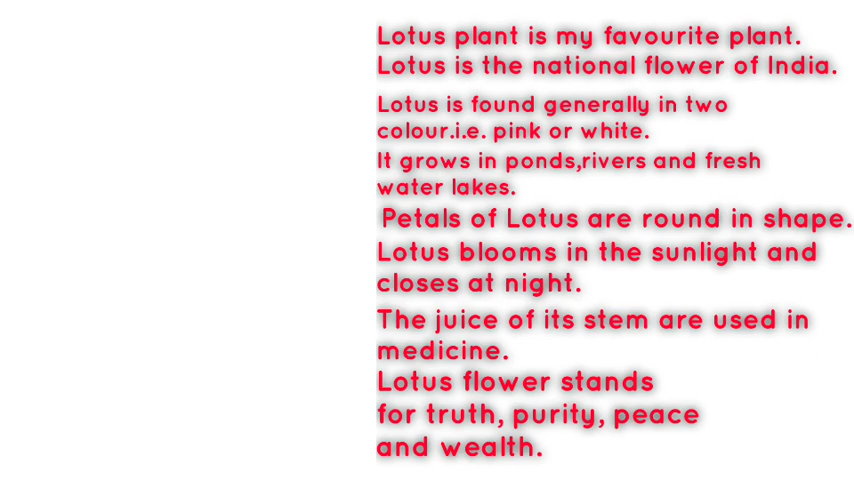 Lotus plant is my favourite plant.
Lotus is the national flower of India.
Lotus is found generally in two
colour.i.e. pink or white.
It grows in ponds,rivers and fresh
water lakes.
Petals of Lotus are round in shape.
Lotus blooms in the sunlight and
closes at night.
The juice of its stem are used in
medicine.
Lotus flower stands
for truth, purity, peace
and wealth.